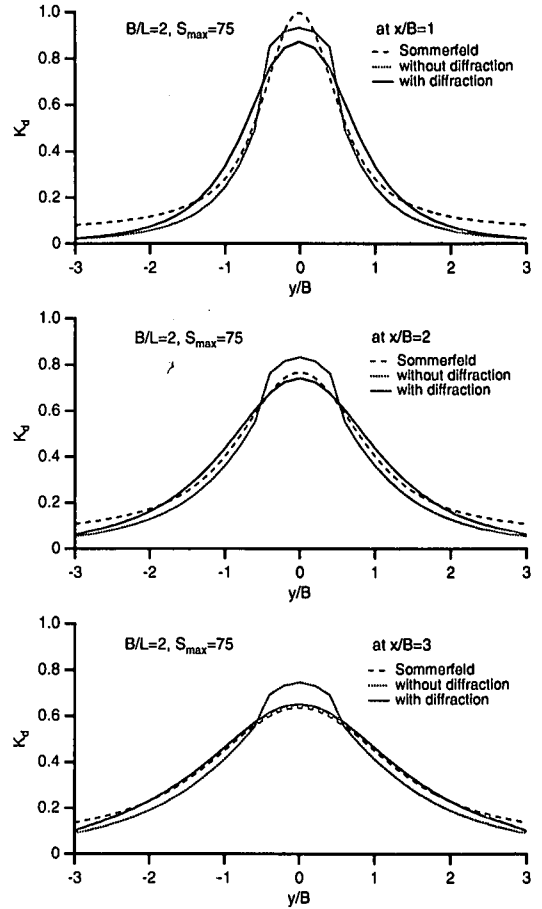 B/L=2, Smax=75
at x/B=1
Sommerfeld
without diffraction
with diffraction
1.0
0.8
0.6
0.4
0.2
0
Kd
-3 -2 -1 0 1 2 3
y/B
B/L=2, Smax=75
at x/B=2
Sommerfeld
without diffraction
with diffraction
1.0
0.8
0.6
0.4
0.2
0
Kd
-3 -2 -1 0 1 2 3
y/B
B/L=2, Smax=75
at x/B=3
Sommerfeld
without diffraction
with diffraction
1.0
0.8
0.6
0.4
0.2
0
Kd
-3 -2 -1 0 1 2 3
y/B